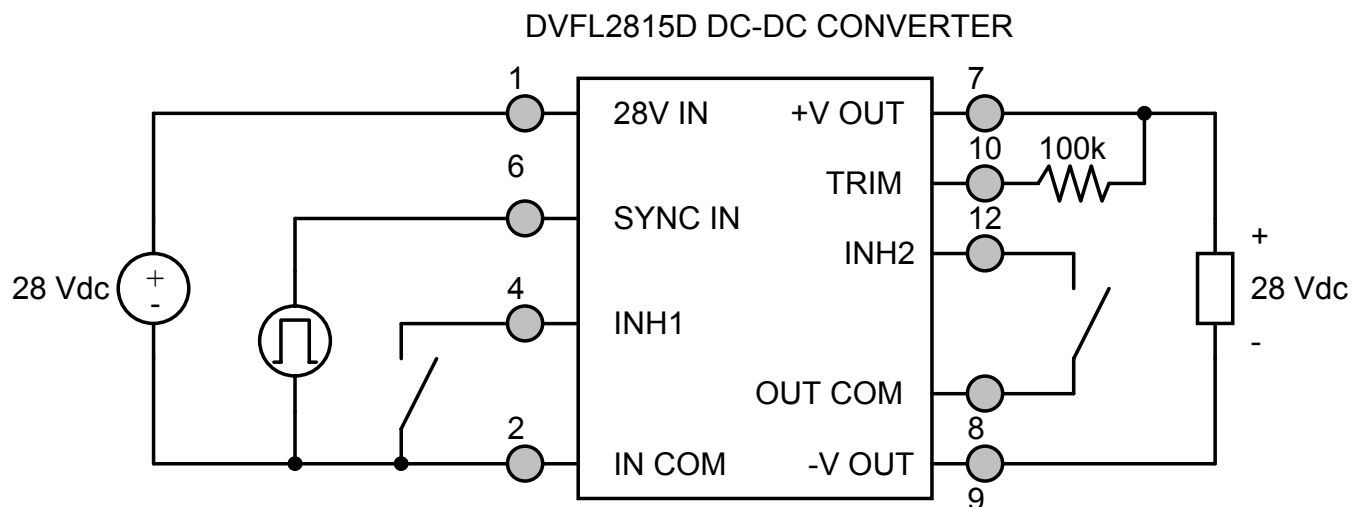 DVFL2815D DC-DC CONVERTER
1
7
28V IN
+V OUT
10
100k
6
TRIM
12
SYNC IN
INH2
+
28 Vdc
+
-
4
INH1
28 Vdc
-
OUT COM
8
2
IN COM
-V OUT
9